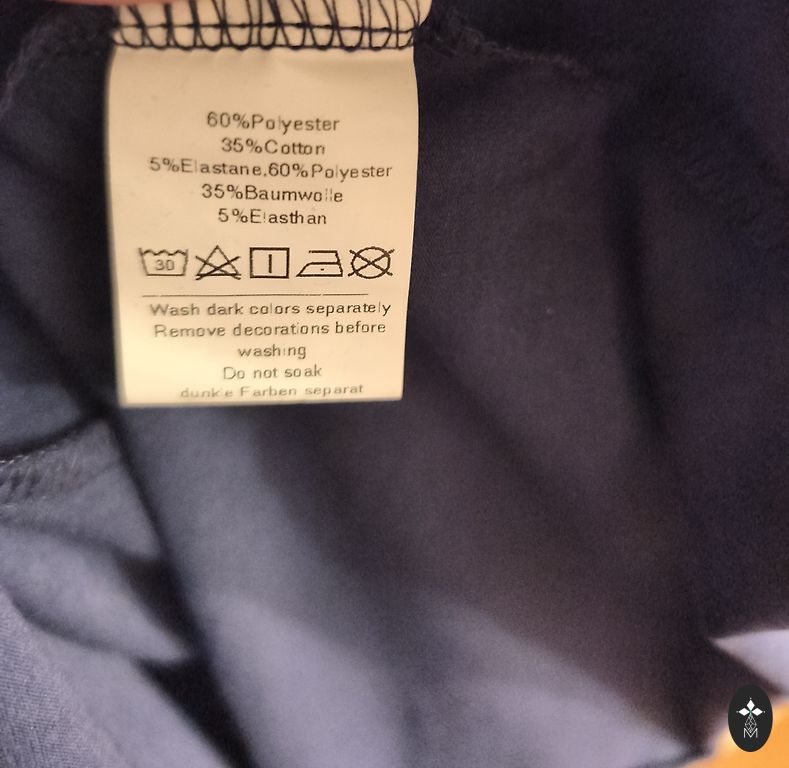 60%Polyester
35%Cotton
5%Elastane,60%Polyester
35%Baumwolle
5%Elasthan
30
Wash dark colors separately
Remove decorations before
washing
Do not soak
dunkle Farben separat
M